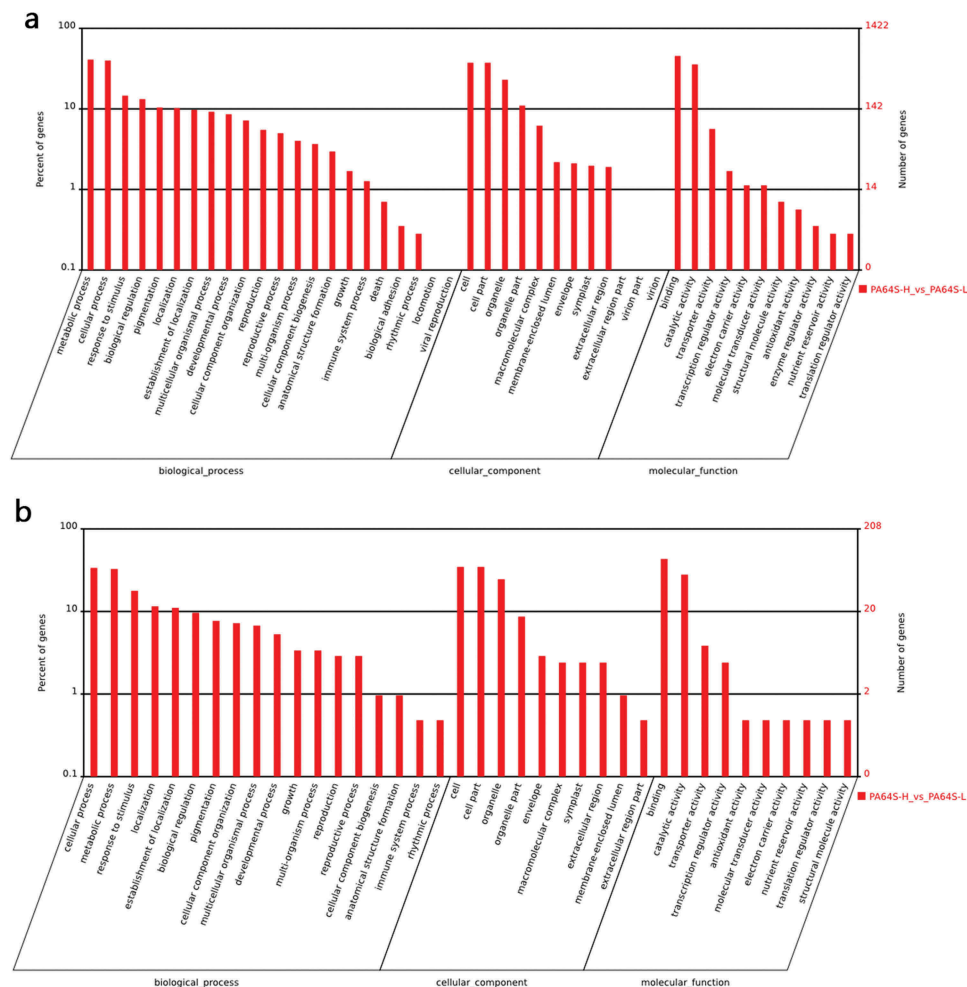 a
100
10
1
0.1
Percent of genes
1422
142
14
0
Number of genes
metabolic process
cellular process
response to stimulus
biological regulation
pigmentation
localization
establishment of localization
multicellular organismal process
developmental process
cellular component organization
reproduction
reproductive process
multi-organism process
cellular component biogenesis
anatomical structure formation
growth
immune system process
death
biological adhesion
rhythmic process
locomotion
viral reproduction
cell
cell part
organelle
organelle part
macromolecular complex
membrane-enclosed lumen
envelope
symplast
extracellular region
extracellular region part
virion part
virion
binding
catalytic activity
transporter activity
transcription regulator activity
electron carrier activity
molecular transducer activity
structural molecule activity
antioxidant activity
enzyme regulator activity
nutrient reservoir activity
translation regulator activity
PA64S-H_vs_PA64S-L
biological_process
cellular_component
molecular_function
b
100
10
1
0.1
Percent of genes
208
20
2
0
Number of genes
cellular process
metabolic process
response to stimulus
localization
establishment of localization
biological regulation
pigmentation
cellular component organization
multicellular organismal process
developmental process
growth
multi-organism process
reproduction
reproductive process
cellular component biogenesis
anatomical structure formation
immune system process
rhythmic process
cell
cell part
organelle
organelle part
envelope
macromolecular complex
symplast
extracellular region
membrane-enclosed lumen
extracellular region part
binding
catalytic activity
transporter activity
transcription regulator activity
antioxidant activity
molecular transducer activity
electron carrier activity
nutrient reservoir activity
translation regulator activity
structural molecule activity
PA64S-H_vs_PA64S-L
biological_process
cellular_component
molecular_function